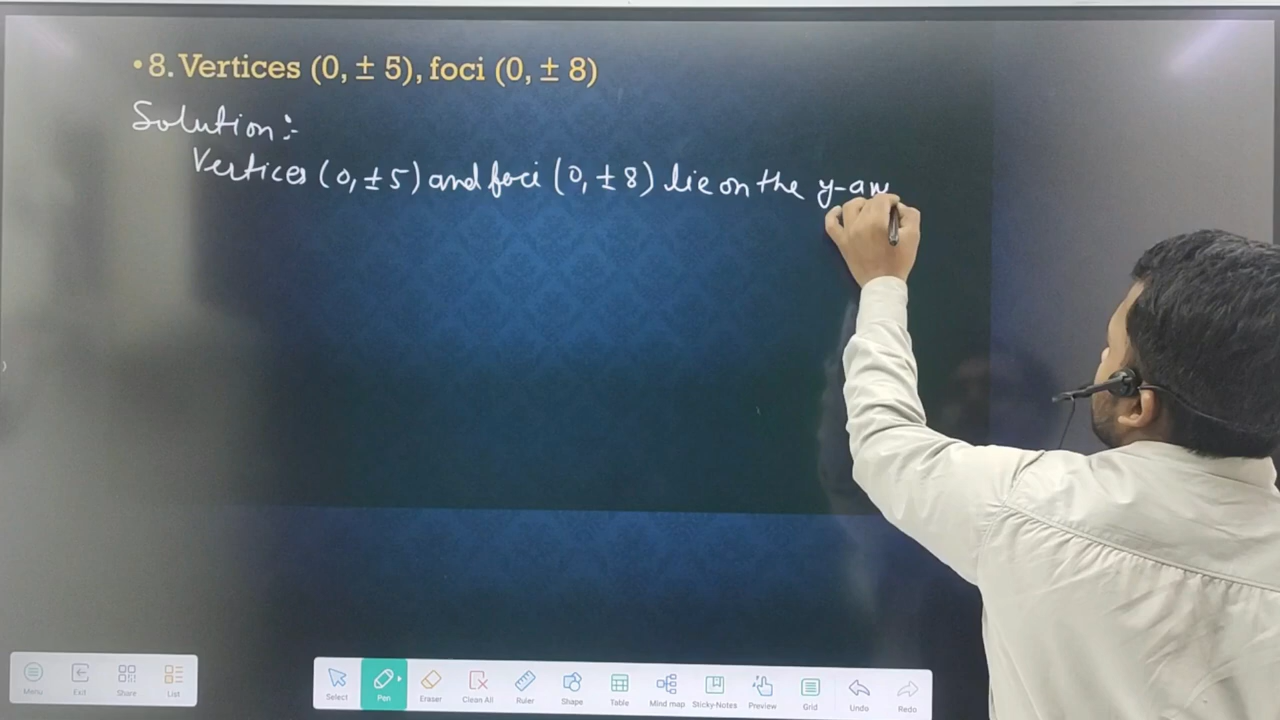 • 8. Vertices (0, ± 5), foci (0, ± 8)
Solution :-
Vertices (0, ± 5) and foci (0, ± 8) lie on the y-ax
Menu Exit Share List Select Pen Eraser Clean All Ruler Shape Table Mind map Sticky-Notes Preview Grid Undo Redo